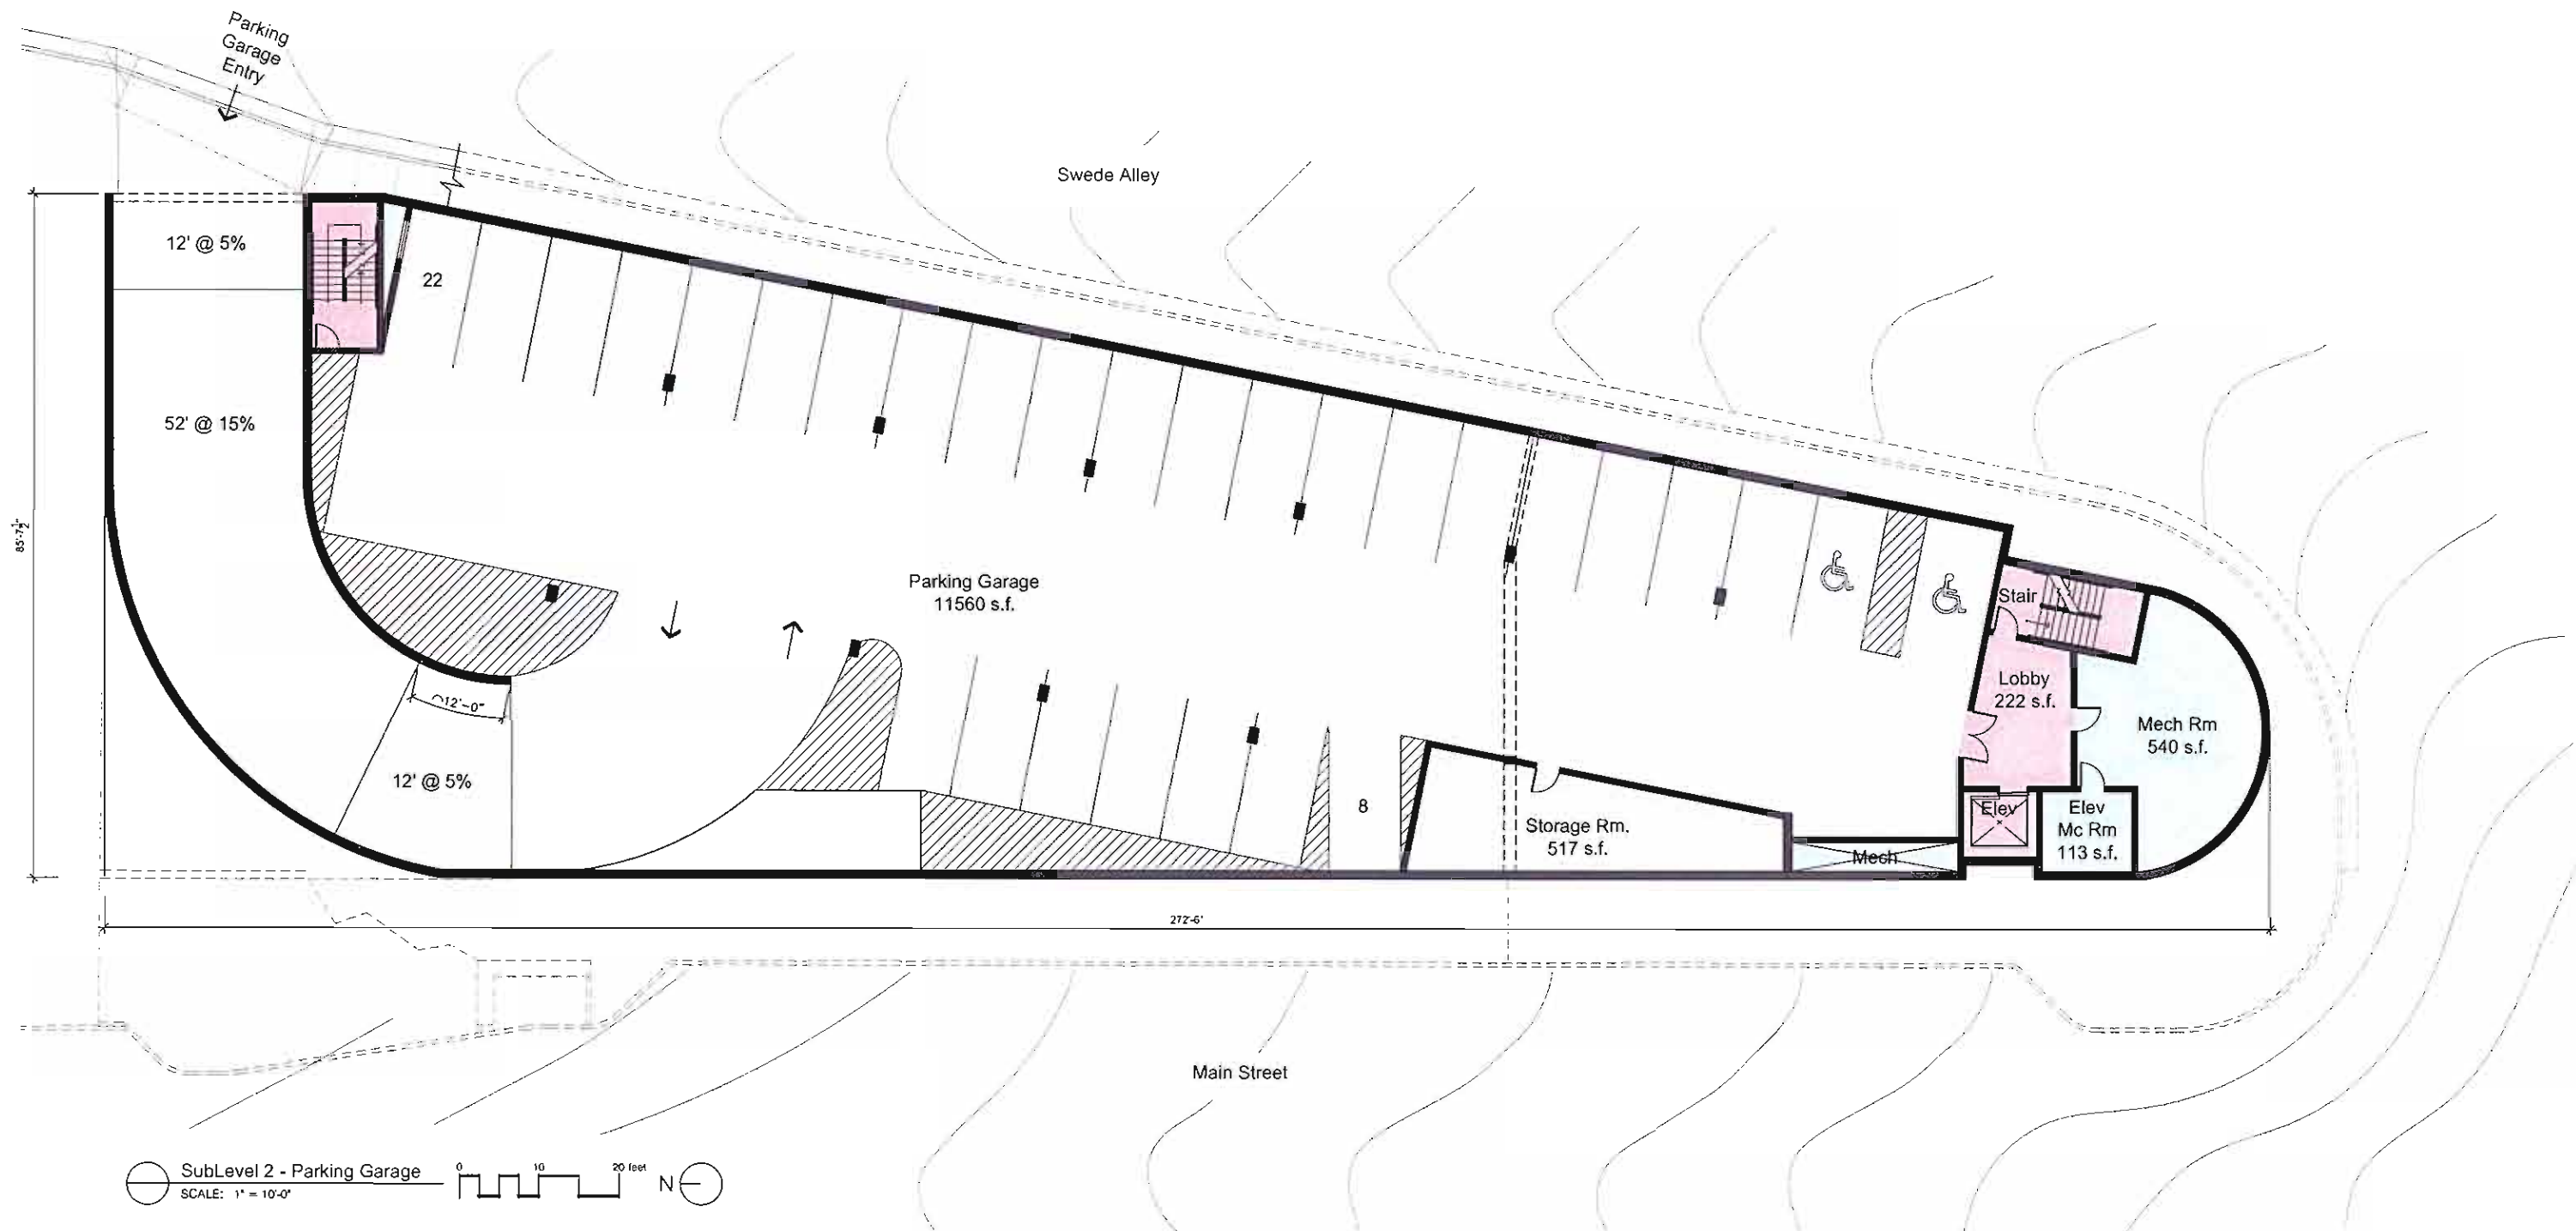 Parking
Garage
Entry
Swede Alley
12' @ 5%
22
52' @ 15%
85'-7½"
Parking Garage
11560 s.f.
Stair
Lobby
222 s.f.
12'-0"
Mech Rm
540 s.f.
12' @ 5%
8
Storage Rm.
517 s.f.
Mech
Elev
Elev
Mc Rm
113 s.f.
272'-6"
Main Street
SubLevel 2 - Parking Garage
SCALE: 1" = 10'-0"
0 10 20 feet
N